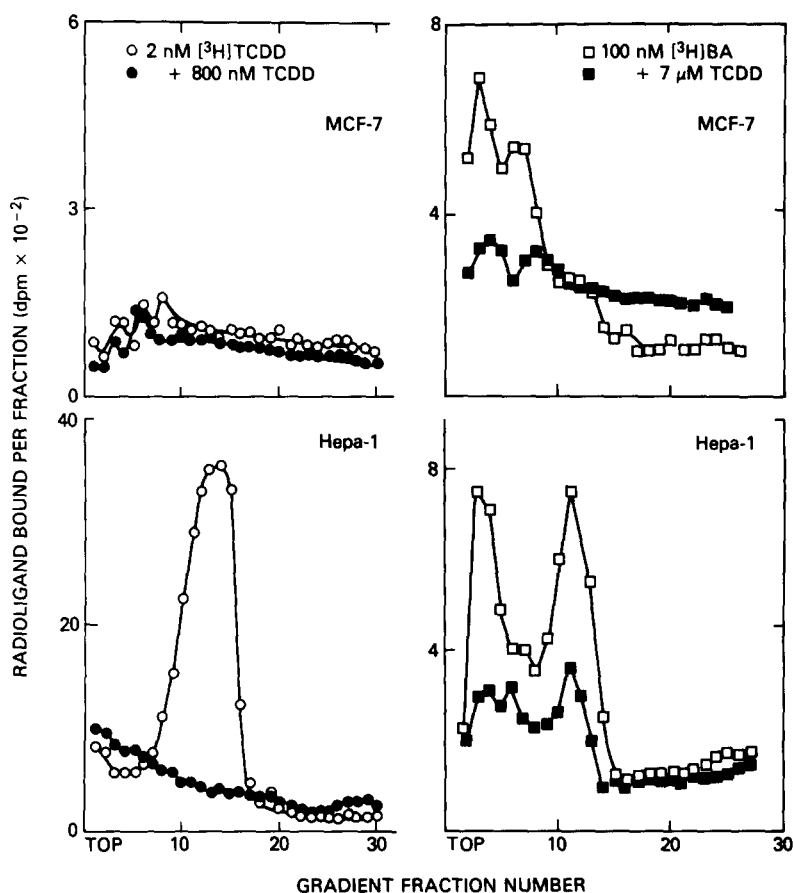 RADIOLIGAND BOUND PER FRACTION (dpm × 10⁻²)
6
3
0
○ 2 nM [³H]TCDD
● + 800 nM TCDD
MCF-7
8
4
□ 100 nM [³H]BA
■ + 7 μM TCDD
MCF-7
40
20
0
Hepa-1
TOP 10 20 30
8
4
Hepa-1
TOP 10 20 30
GRADIENT FRACTION NUMBER